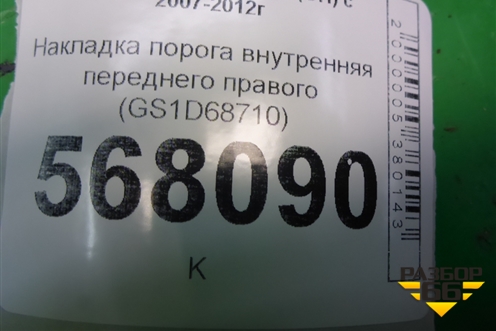 2007-2012г
Накладка порога внутренняя
переднего правого
(GS1D68710)
568090
К
2000005380143
РАЗБОР
66